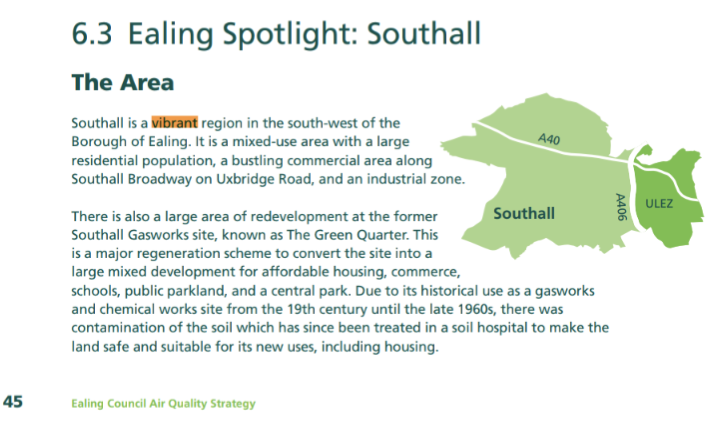 6.3 Ealing Spotlight: Southall
The Area
Southall is a vibrant region in the south-west of the
Borough of Ealing. It is a mixed-use area with a large
residential population, a bustling commercial area along
Southall Broadway on Uxbridge Road, and an industrial zone.
There is also a large area of redevelopment at the former
Southall Gasworks site, known as The Green Quarter. This
is a major regeneration scheme to convert the site into a
large mixed development for affordable housing, commerce,
schools, public parkland, and a central park. Due to its historical use as a gasworks
and chemical works site from the 19th century until the late 1960s, there was
contamination of the soil which has since been treated in a soil hospital to make the
land safe and suitable for its new uses, including housing.
A40
Southall
A406
ULEZ
45
Ealing Council Air Quality Strategy